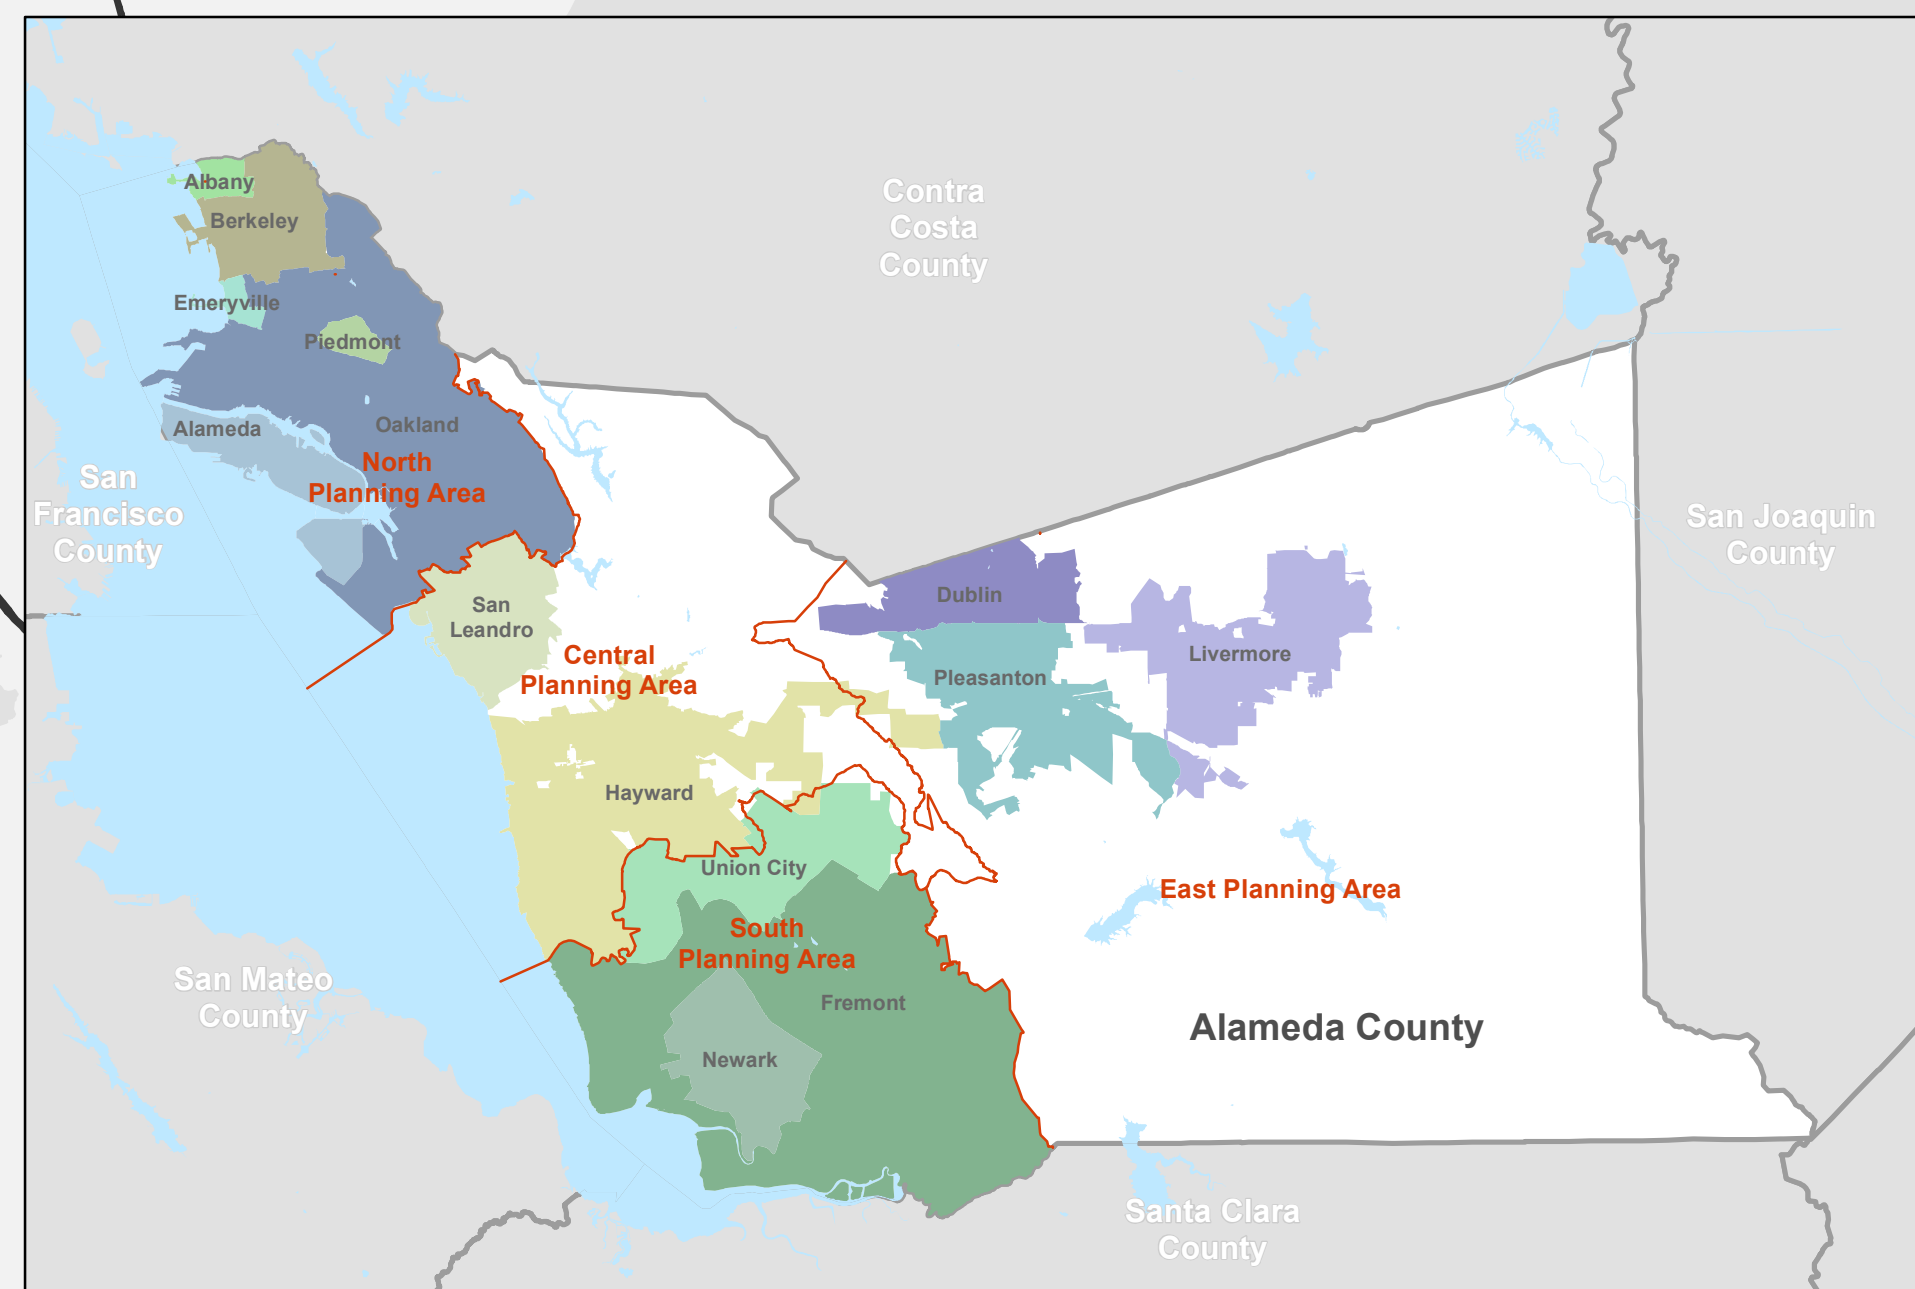 Albany
Berkeley
Contra
Costa
County
Emeryville
Piedmont
Alameda
Oakland
North
Planning Area
San
Francisco
County
San Joaquin
County
San
Leandro
Dublin
Central
Planning Area
Livermore
Pleasanton
Hayward
Union City
East Planning Area
South
Planning Area
San Mateo
County
Fremont
Alameda County
Newark
Santa Clara
County